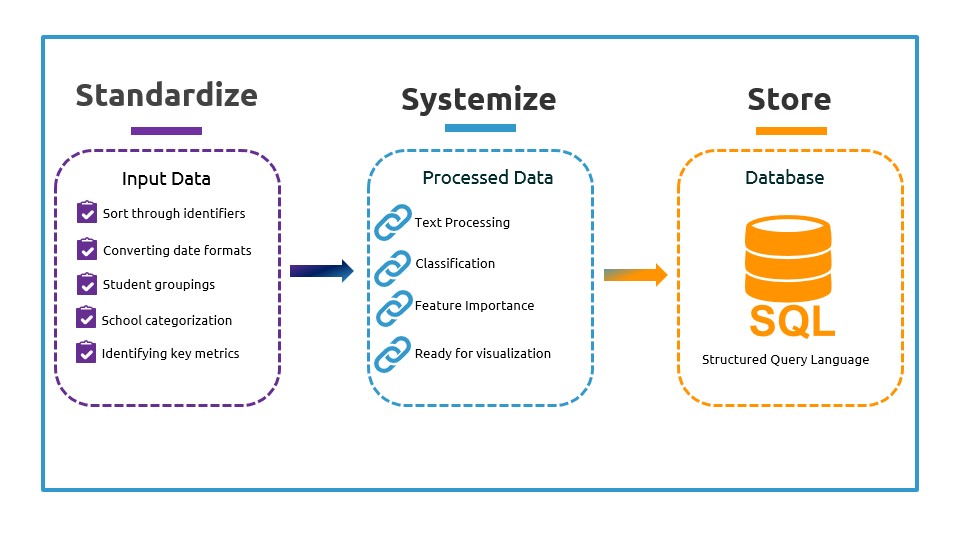 Standardize
Input Data
Sort through identifiers
Converting date formats
Student groupings
School categorization
Identifying key metrics
Systemize
Processed Data
Text Processing
Classification
Feature Importance
Ready for visualization
Store
Database
SQL
Structured Query Language